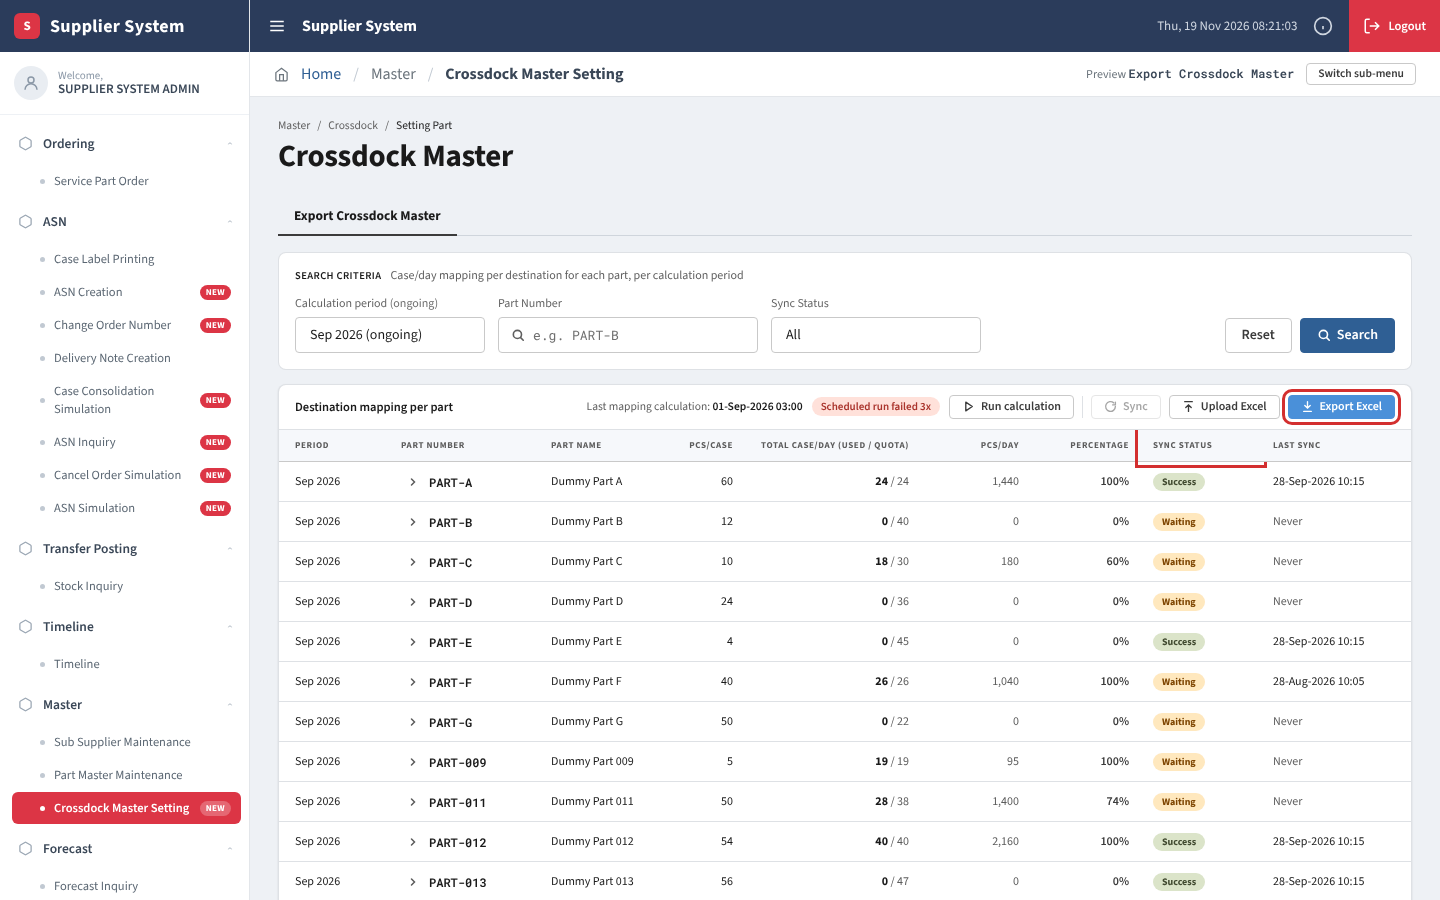 S Supplier System
Supplier System
Thu, 19 Nov 2026 08:21:03
Logout
Welcome,
SUPPLIER SYSTEM ADMIN
Home / Master / Crossdock Master Setting
Preview Export Crossdock Master
Switch sub-menu
Ordering
Service Part Order
ASN
Case Label Printing
ASN Creation NEW
Change Order Number NEW
Delivery Note Creation
Case Consolidation
Simulation NEW
ASN Inquiry NEW
Cancel Order Simulation NEW
ASN Simulation NEW
Transfer Posting
Stock Inquiry
Timeline
Timeline
Master
Sub Supplier Maintenance
Part Master Maintenance
Crossdock Master Setting NEW
Forecast
Forecast Inquiry
Master / Crossdock / Setting Part
Crossdock Master
Export Crossdock Master
SEARCH CRITERIA Case/day mapping per destination for each part, per calculation period
Calculation period (ongoing) Part Number Sync Status
Sep 2026 (ongoing) e.g. PART-B All Reset Search
Destination mapping per part Last mapping calculation: 01-Sep-2026 03:00 Scheduled run failed 3x Run calculation Sync Upload Excel Export Excel
PERIOD PART NUMBER PART NAME PCS/CASE TOTAL CASE/DAY (USED / QUOTA) PCS/DAY PERCENTAGE SYNC STATUS LAST SYNC
Sep 2026 PART-A Dummy Part A 60 24 / 24 1,440 100% Success 28-Sep-2026 10:15
Sep 2026 PART-B Dummy Part B 12 0 / 40 0 0% Waiting Never
Sep 2026 PART-C Dummy Part C 10 18 / 30 180 60% Waiting Never
Sep 2026 PART-D Dummy Part D 24 0 / 36 0 0% Waiting Never
Sep 2026 PART-E Dummy Part E 4 0 / 45 0 0% Success 28-Sep-2026 10:15
Sep 2026 PART-F Dummy Part F 40 26 / 26 1,040 100% Waiting 28-Aug-2026 10:05
Sep 2026 PART-G Dummy Part G 50 0 / 22 0 0% Waiting Never
Sep 2026 PART-009 Dummy Part 009 5 19 / 19 95 100% Waiting Never
Sep 2026 PART-011 Dummy Part 011 50 28 / 38 1,400 74% Waiting Never
Sep 2026 PART-012 Dummy Part 012 54 40 / 40 2,160 100% Success 28-Sep-2026 10:15
Sep 2026 PART-013 Dummy Part 013 56 0 / 47 0 0% Success 28-Sep-2026 10:15